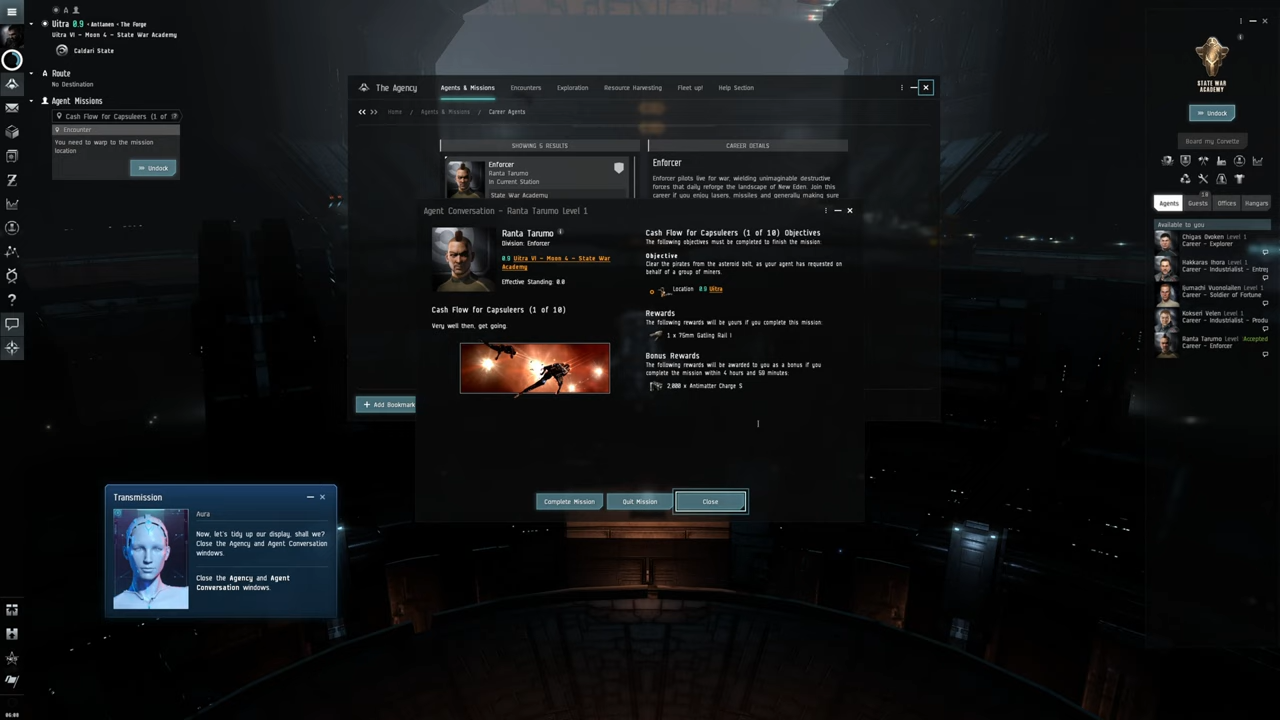 Uitra 0.9 < Anttanen < The Forge
Uitra VI - Moon 4 - State War Academy
Caldari State
Route
No Destination
Agent Missions
Cash Flow for Capsuleers (1 of
Encounter
You need to warp to the mission
location
Undock
The Agency
Agents & Missions
Encounters
Exploration
Resource Harvesting
Fleet up!
Help Section
Home / Agents & Missions / Career Agents
SHOWING 5 RESULTS
CAREER DETAILS
Enforcer
Ranta Tarumo
In Current Station
State War Academy
Enforcer
Enforcer pilots live for war, wielding unimaginable destructive
forces that daily reforge the landscape of New Eden. Join this
career if you enjoy lasers, missiles and generally making sure
Add Bookmark
Agent Conversation - Ranta Tarumo Level 1
Ranta Tarumo
Division: Enforcer
0.9 Uitra VI - Moon 4 - State War
Academy
Effective Standing: 0.0
Cash Flow for Capsuleers (1 of 10)
Very well then, get going.
Cash Flow for Capsuleers (1 of 10) Objectives
The following objectives must be completed to finish the mission:
Objective
Clear the pirates from the asteroid belt, as your agent has requested on
behalf of a group of miners.
Location 0.9 Uitra
Rewards
The following rewards will be yours if you complete this mission:
1 x 75mm Gatling Rail I
Bonus Rewards
The following rewards will be awarded to you as a bonus if you
complete the mission within 4 hours and 59 minutes.
2,000 x Antimatter Charge S
Complete Mission
Quit Mission
Close
Transmission
Aura
Now, let's tidy up our display, shall we?
Close the Agency and Agent Conversation
windows.
Close the Agency and Agent
Conversation windows.
STATE WAR
ACADEMY
Undock
Board my Corvette
Agents
Guests
Offices
Hangars
Available to you
Chigas Ovoken Level 1
Career - Explorer
Hakkaras Ihora Level 1
Career - Industrialist - Entrep
Ijumachi Vuonolailen Level 1
Career - Soldier of Fortune
Kokseri Velen Level 1
Career - Industrialist - Produ
Ranta Tarumo Level 1 Accepted
Career - Enforcer